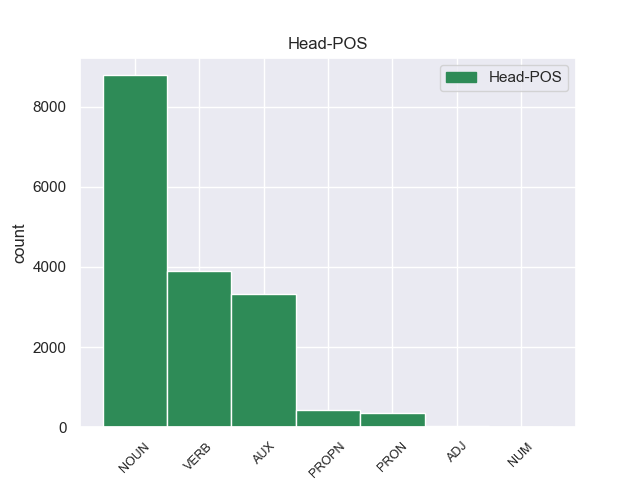 Head-POS
Head-POS
8000
6000
4000
2000
0
count
NOUN
VERB
AUX
PROPN
PRON
ADJ
NUM